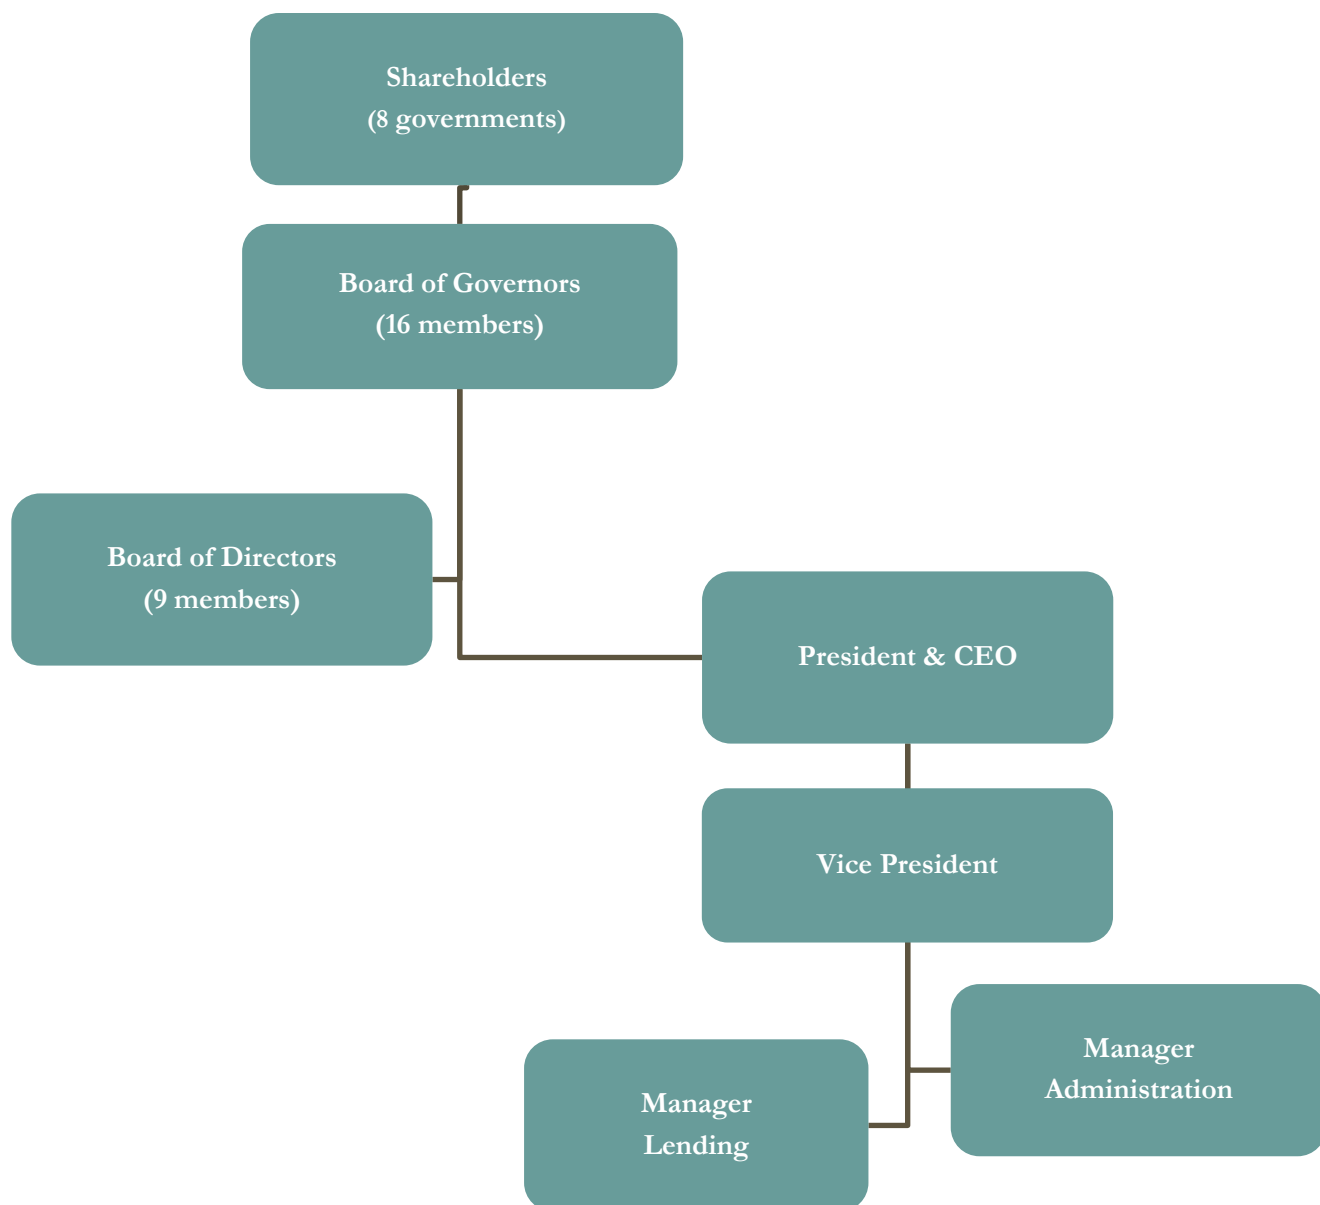 Shareholders
(8 governments)
Board of Governors
(16 members)
Board of Directors
(9 members)
President & CEO
Vice President
Manager
Administration
Manager
Lending